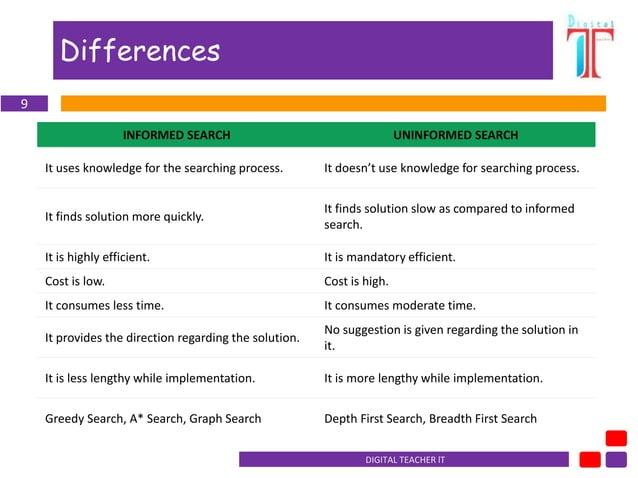 Digital
Differences
9
INFORMED SEARCH UNINFORMED SEARCH
It uses knowledge for the searching process. It doesn’t use knowledge for searching process.
It finds solution more quickly. It finds solution slow as compared to informed
search.
It is highly efficient. It is mandatory efficient.
Cost is low. Cost is high.
It consumes less time. It consumes moderate time.
It provides the direction regarding the solution. No suggestion is given regarding the solution in
it.
It is less lengthy while implementation. It is more lengthy while implementation.
Greedy Search, A* Search, Graph Search Depth First Search, Breadth First Search
DIGITAL TEACHER IT